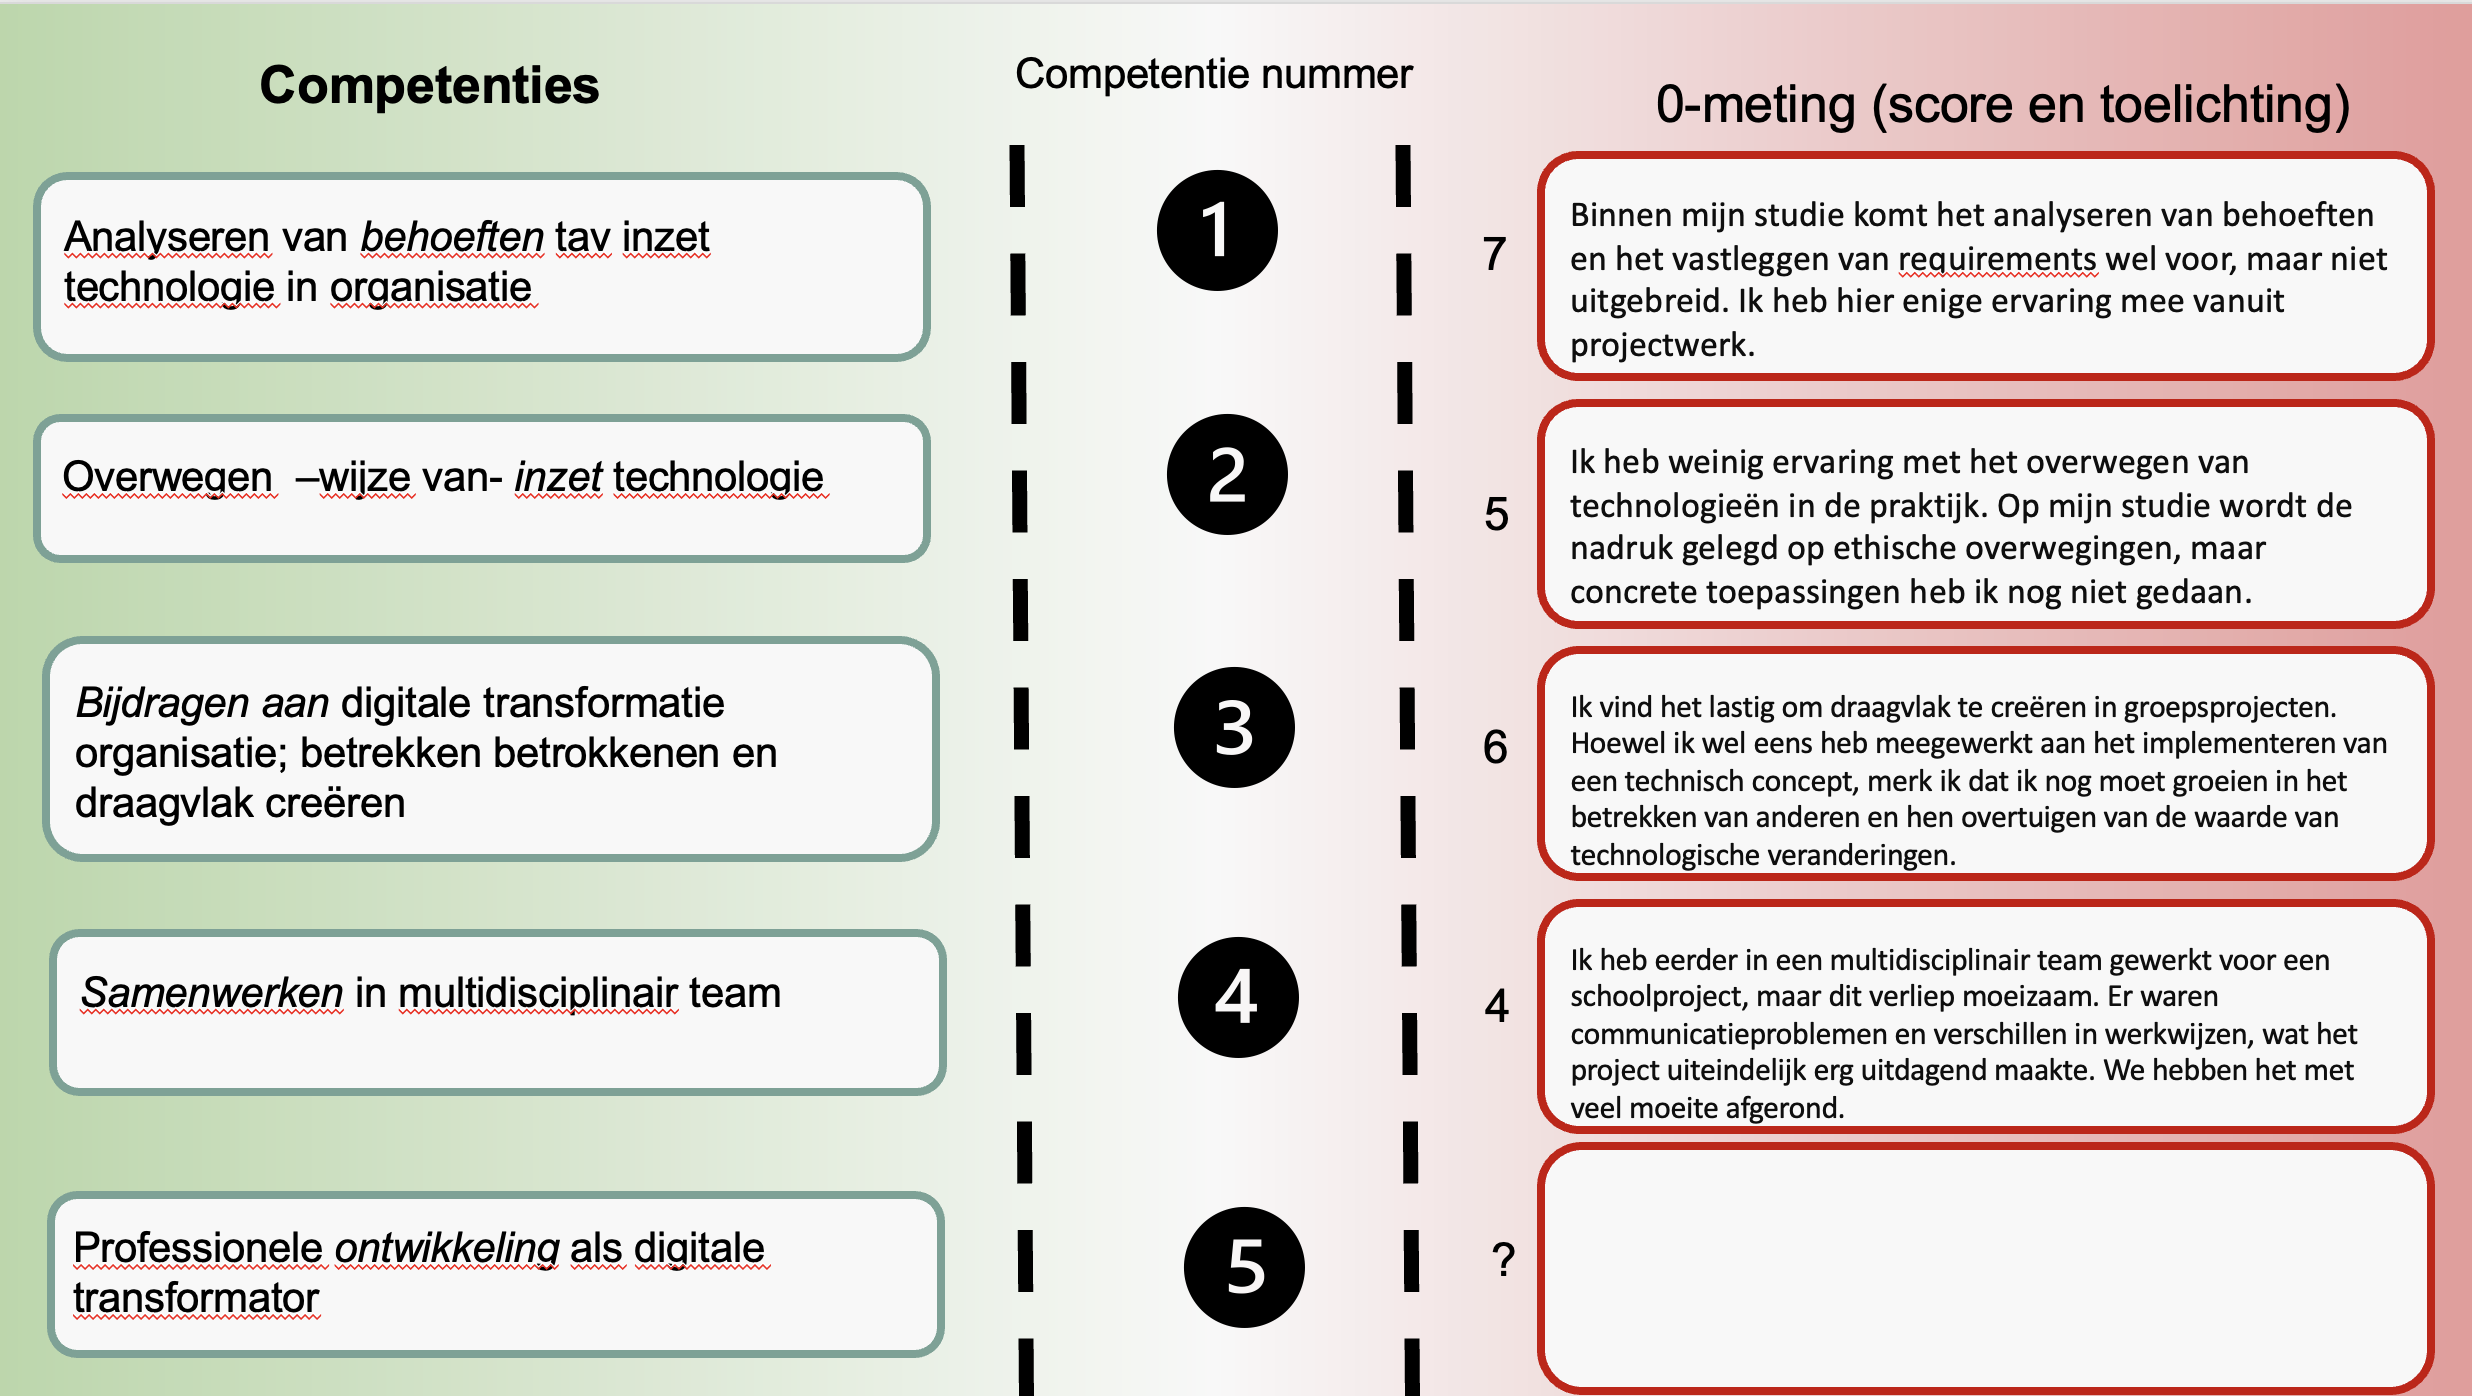 Competenties
Competentie nummer
0-meting (score en toelichting)
Analyseren van behoeften tav inzet
technologie in organisatie
1
7
Binnen mijn studie komt het analyseren van behoeften
en het vastleggen van requirements wel voor, maar niet
uitgebreid. Ik heb hier enige ervaring mee vanuit
projectwerk.
Overwegen –wijze van- inzet technologie
2
5
Ik heb weinig ervaring met het overwegen van
technologieën in de praktijk. Op mijn studie wordt de
nadruk gelegd op ethische overwegingen, maar
concrete toepassingen heb ik nog niet gedaan.
Bijdragen aan digitale transformatie
organisatie; betrekken betrokkenen en
draagvlak creëren
3
6
Ik vind het lastig om draagvlak te creëren in groepsprojecten.
Hoewel ik wel eens heb meegewerkt aan het implementeren van
een technisch concept, merk ik dat ik nog moet groeien in het
betrekken van anderen en hen overtuigen van de waarde van
technologische veranderingen.
Samenwerken in multidisciplinair team
4
4
Ik heb eerder in een multidisciplinair team gewerkt voor een
schoolproject, maar dit verliep moeizaam. Er waren
communicatieproblemen en verschillen in werkwijzen, wat het
project uiteindelijk erg uitdagend maakte. We hebben het met
veel moeite afgerond.
Professionele ontwikkeling als digitale
transformator
5
?